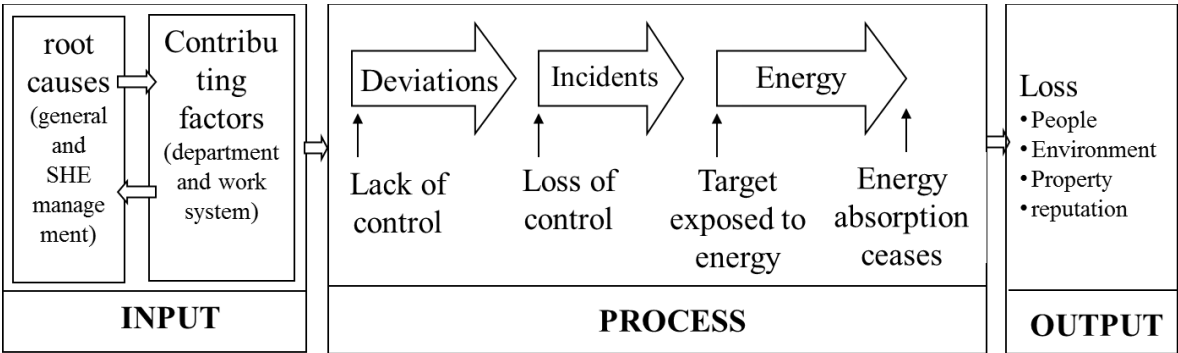 root
causes
(general
and
SHE
manage
ment)
Contribu
ting
factors
(department
and work
system)
INPUT
Deviations
Incidents
Energy
Lack of
control
Loss of
control
Target
exposed to
energy
Energy
absorption
ceases
PROCESS
Loss
• People
• Environment
• Property
• reputation
OUTPUT